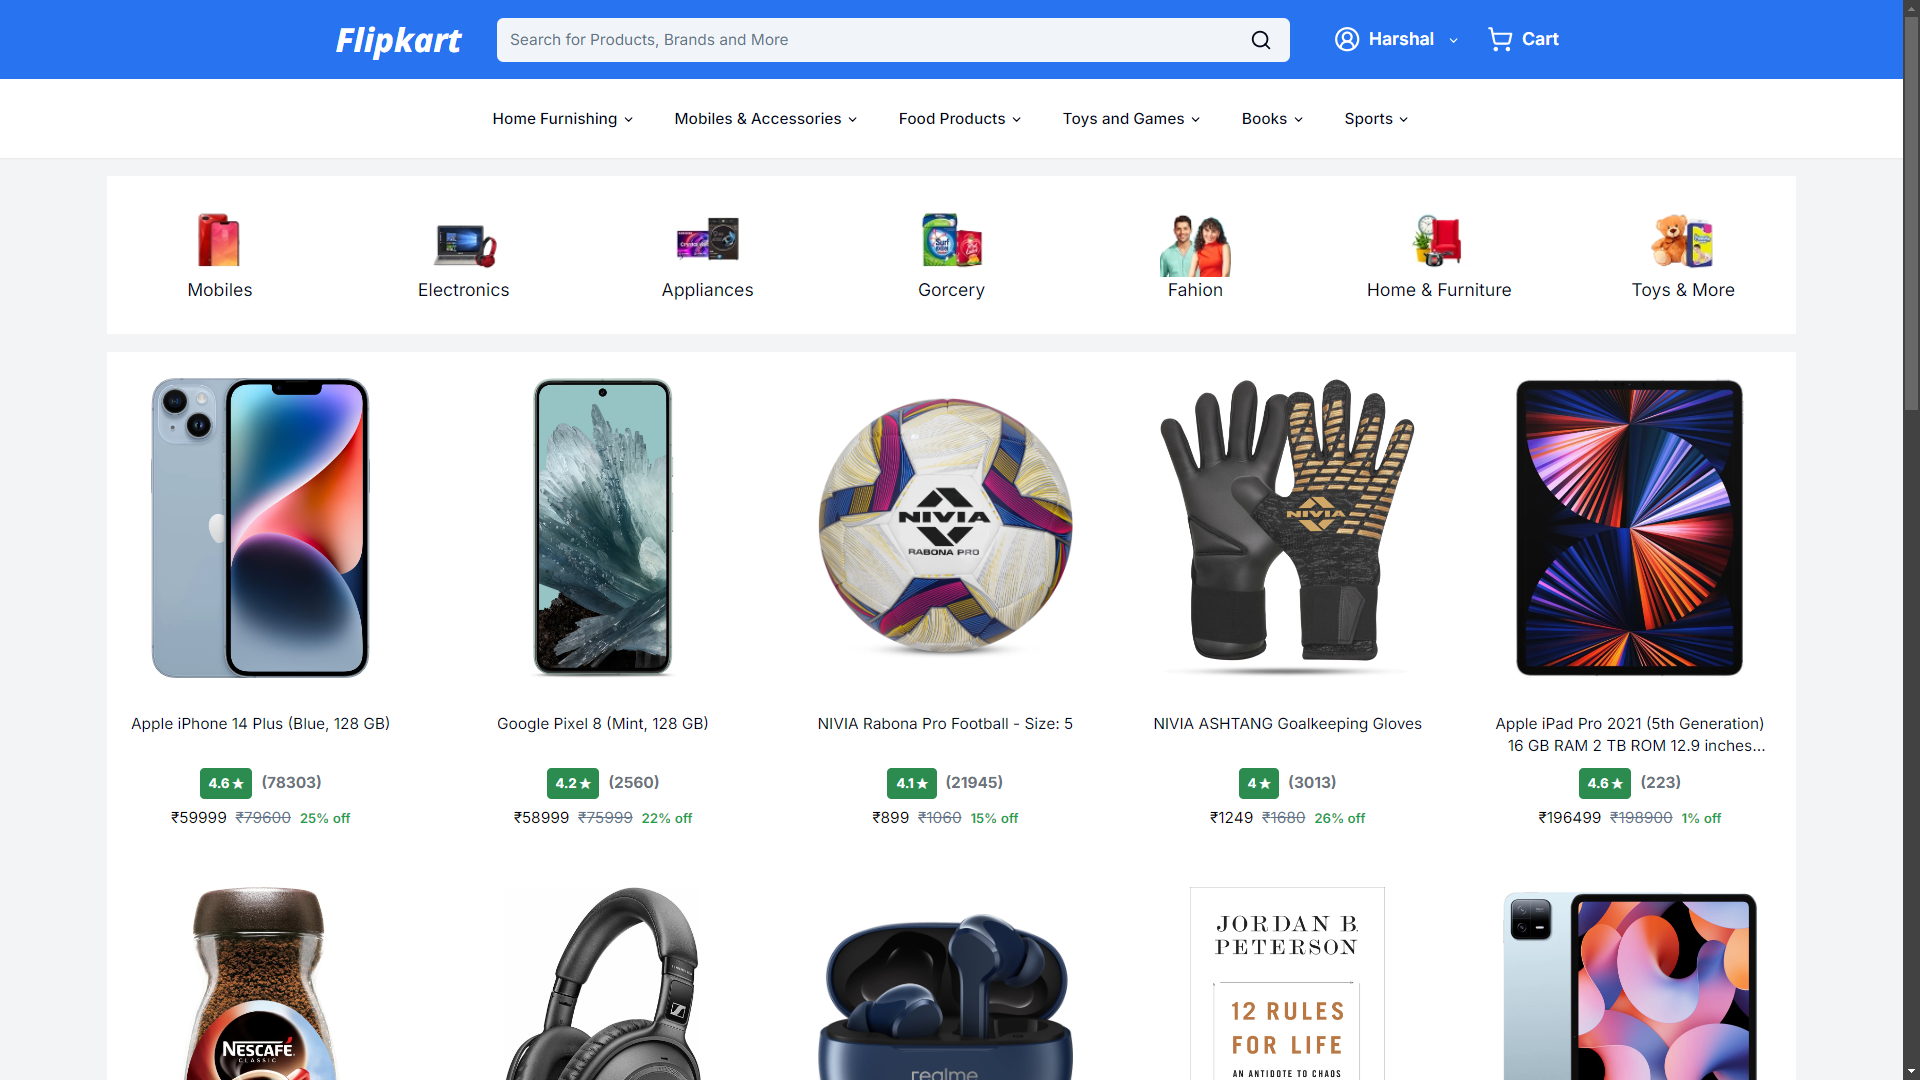 Flipkart
Search for Products, Brands and More
Harshal
Cart
Home Furnishing
Mobiles & Accessories
Food Products
Toys and Games
Books
Sports
Mobiles
Electronics
Appliances
Gorcery
Fahion
Home & Furniture
Toys & More
NIVIA
RABONA PRO
NIVIA
Apple iPhone 14 Plus (Blue, 128 GB)
4.6★ (78303)
₹59999 ₹79600 25% off
Google Pixel 8 (Mint, 128 GB)
4.2★ (2560)
₹58999 ₹75999 22% off
NIVIA Rabona Pro Football - Size: 5
4.1★ (21945)
₹899 ₹1060 15% off
NIVIA ASHTANG Goalkeeping Gloves
4★ (3013)
₹1249 ₹1680 26% off
Apple iPad Pro 2021 (5th Generation)
16 GB RAM 2 TB ROM 12.9 inches...
4.6★ (223)
₹196499 ₹198900 1% off
NESCAFÉ
CLASSIC
realme
JORDAN B.
PETERSON
12 RULES
FOR LIFE
AN ANTIDOTE TO CHAOS